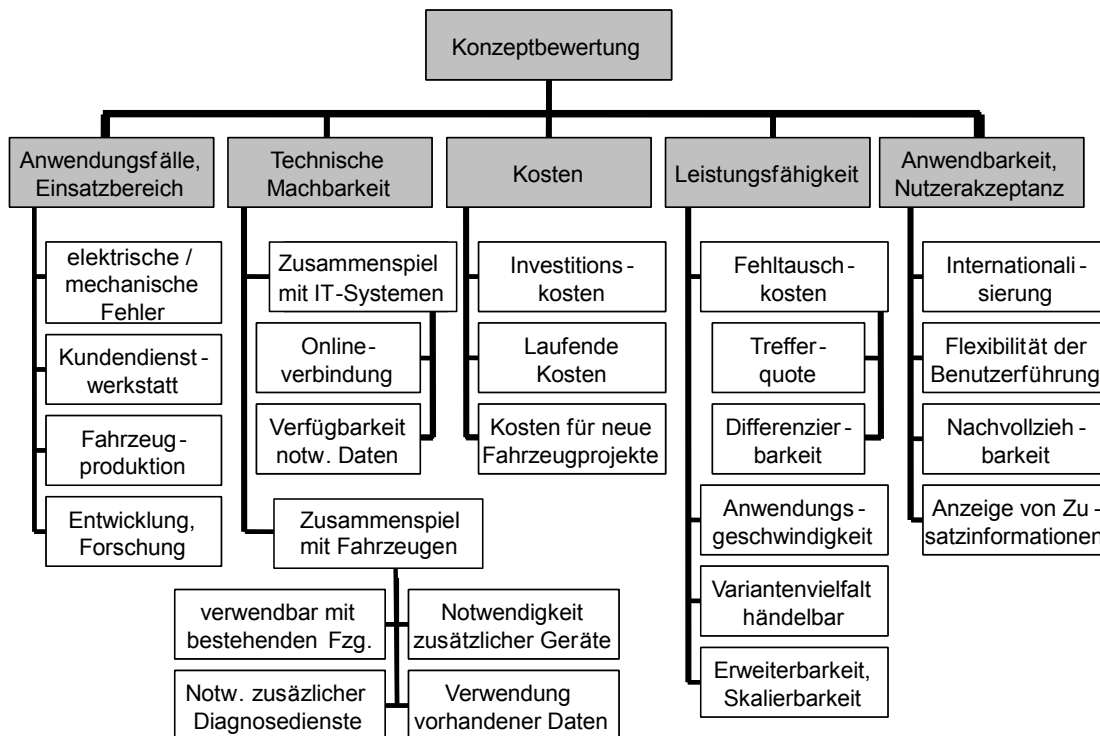 Konzeptbewertung
Anwendungsfälle,
Einsatzbereich
Technische
Machbarkeit
Kosten
Leistungsfähigkeit
Anwendbarkeit,
Nutzerakzeptanz
elektrische /
mechanische
Fehler
Kundendienst-
werkstatt
Fahrzeug-
produktion
Entwicklung,
Forschung
Zusammenspiel
mit IT-Systemen
Online-
verbindung
Verfügbarkeit
notw. Daten
Zusammenspiel
mit Fahrzeugen
verwendbar mit
bestehenden Fzg.
Notwendigkeit
zusätzlicher Geräte
Notw. zusäzlicher
Diagnosedienste
Verwendung
vorhandener Daten
Investitions-
kosten
Laufende
Kosten
Kosten für neue
Fahrzeugprojekte
Fehltausch-
kosten
Treffer-
quote
Differenzier-
barkeit
Anwendungs-
geschwindigkeit
Variantenvielfalt
händelbar
Erweiterbarkeit,
Skalierbarkeit
Internationali-
sierung
Flexibilität der
Benutzerführung
Nachvollzieh-
barkeit
Anzeige von Zu-
satzinformationen